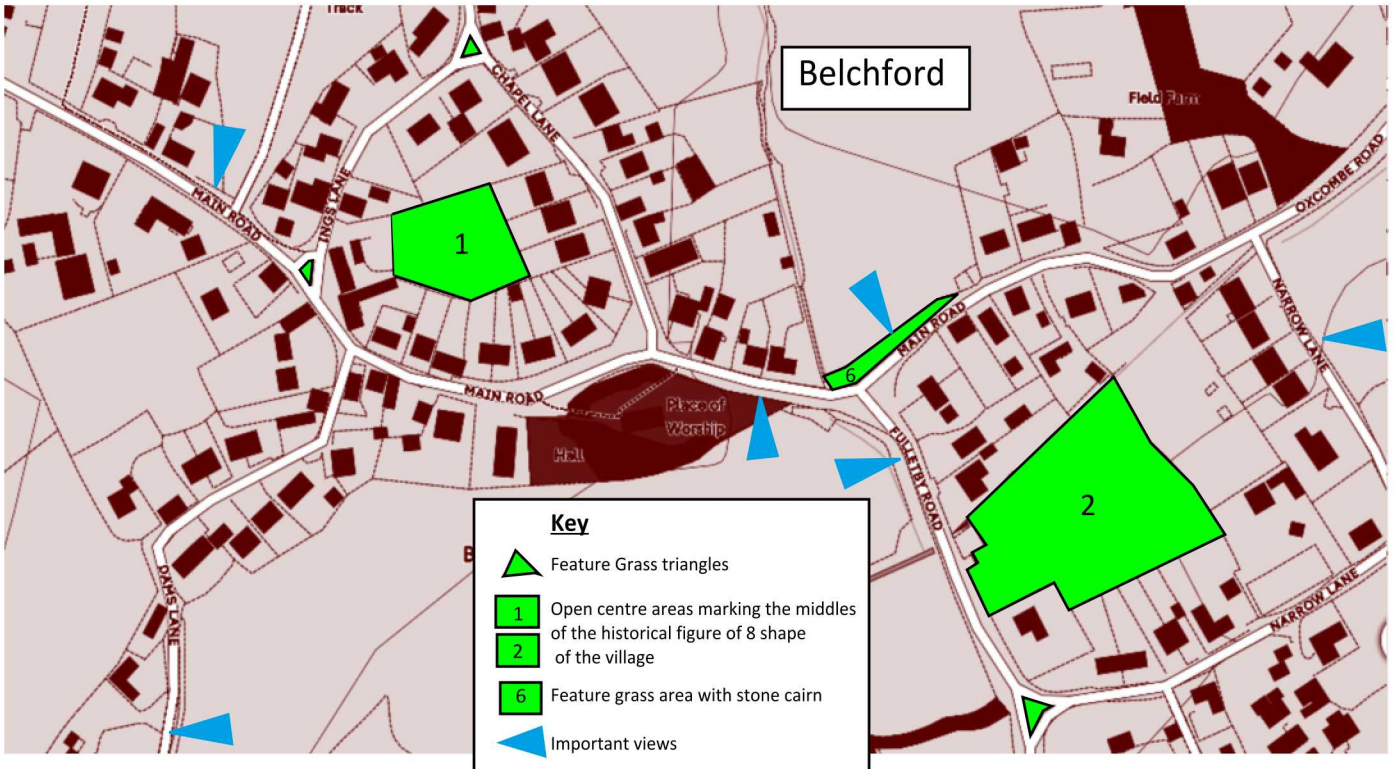 Track
Belchford
CHAPEL LANE
Field Farm
OXCOMBE ROAD
MAIN ROAD
INGS LANE
1
NARROW LANE
MAIN ROAD
6
MAIN ROAD
Place of
Worship
Hall
FULLETBY ROAD
2
B
DAMS LANE
NARROW LANE
Key
Feature Grass triangles
1
Open centre areas marking the middles
of the historical figure of 8 shape
2
of the village
6
Feature grass area with stone cairn
Important views